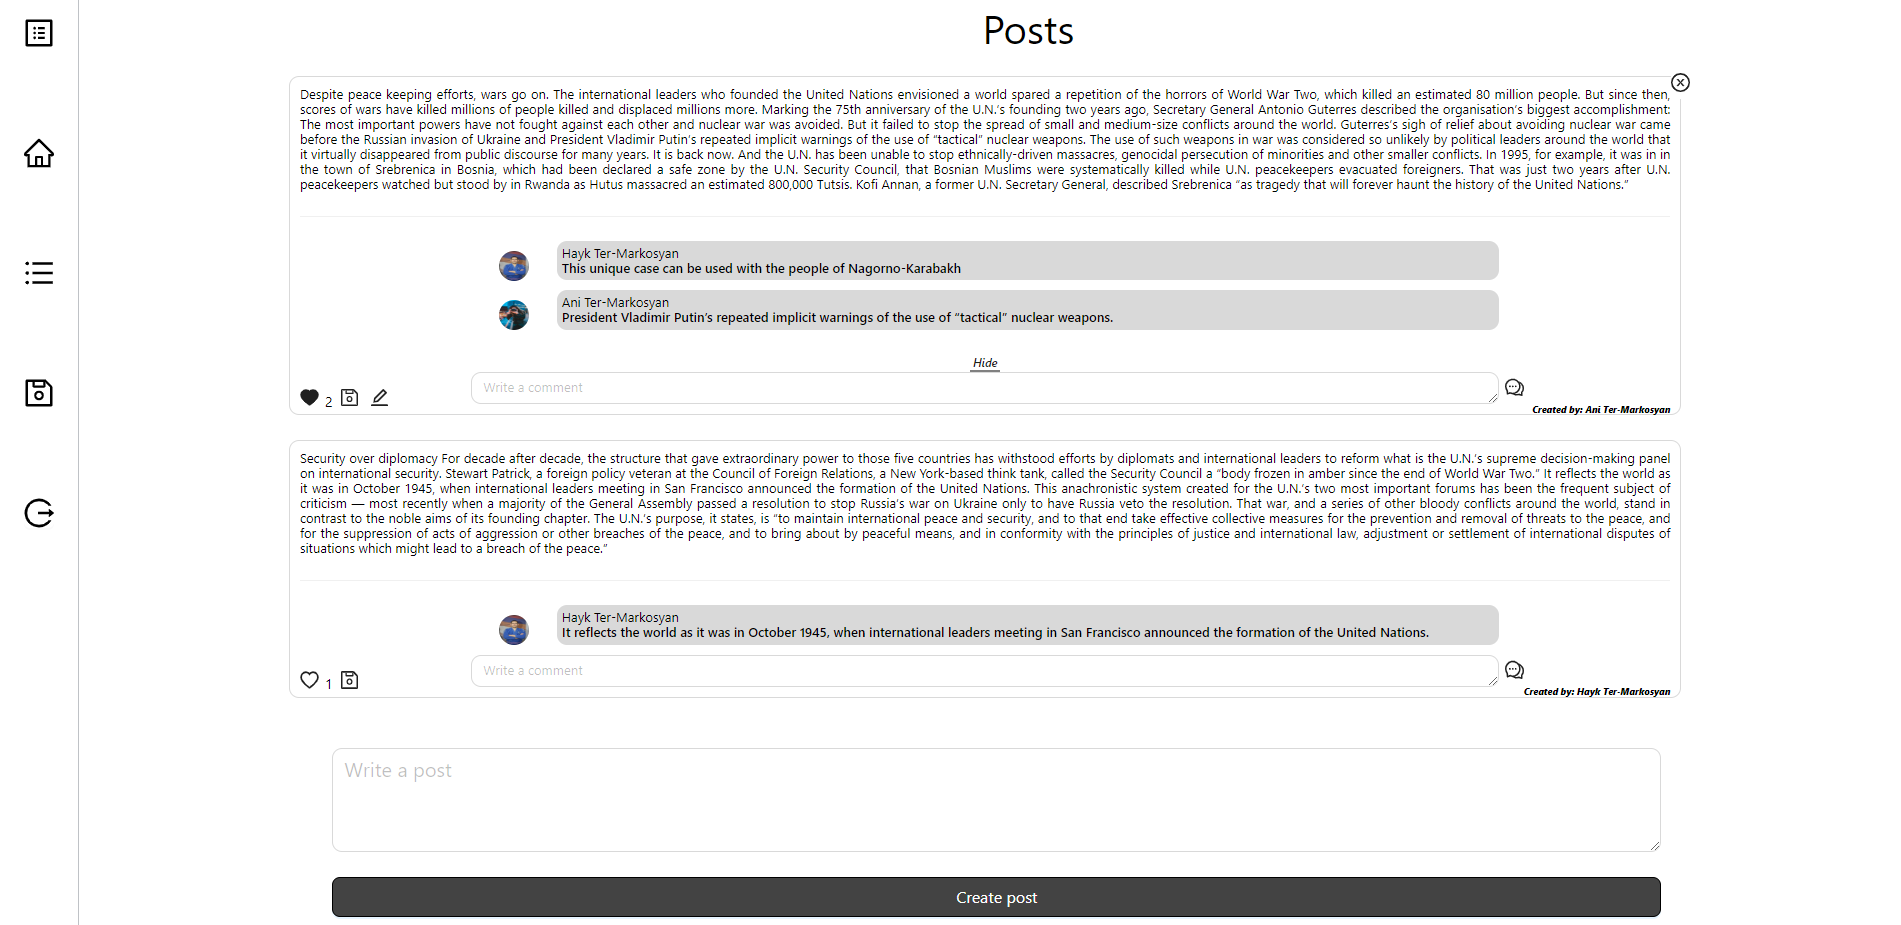 Posts
Despite peace keeping efforts, wars go on. The international leaders who founded the United Nations envisioned a world spared a repetition of the horrors of World War Two, which killed an estimated 80 million people. But since then,
scores of wars have killed millions of people killed and displaced millions more. Marking the 75th anniversary of the U.N.’s founding two years ago, Secretary General Antonio Guterres described the organisation’s biggest accomplishment:
The most important powers have not fought against each other and nuclear war was avoided. But it failed to stop the spread of small and medium-size conflicts around the world. Guterres’s sigh of relief about avoiding nuclear war came
before the Russian invasion of Ukraine and President Vladimir Putin’s repeated implicit warnings of the use of “tactical” nuclear weapons. The use of such weapons in war was considered so unlikely by political leaders around the world that
it virtually disappeared from public discourse for many years. It is back now. And the U.N. has been unable to stop ethnically-driven massacres, genocidal persecution of minorities and other smaller conflicts. In 1995, for example, it was in in
the town of Srebrenica in Bosnia, which had been declared a safe zone by the U.N. Security Council, that Bosnian Muslims were systematically killed while U.N. peacekeepers evacuated foreigners. That was just two years after U.N.
peacekeepers watched but stood by in Rwanda as Hutus massacred an estimated 800,000 Tutsis. Kofi Annan, a former U.N. Secretary General, described Srebrenica “as tragedy that will forever haunt the history of the United Nations.”
Hayk Ter-Markosyan
This unique case can be used with the people of Nagorno-Karabakh
Ani Ter-Markosyan
President Vladimir Putin’s repeated implicit warnings of the use of “tactical” nuclear weapons.
Hide
Write a comment
2
Created by: Ani Ter-Markosyan
Security over diplomacy For decade after decade, the structure that gave extraordinary power to those five countries has withstood efforts by diplomats and international leaders to reform what is the U.N.’s supreme decision-making panel
on international security. Stewart Patrick, a foreign policy veteran at the Council of Foreign Relations, a New York-based think tank, called the Security Council a “body frozen in amber since the end of World War Two.” It reflects the world as
it was in October 1945, when international leaders meeting in San Francisco announced the formation of the United Nations. This anachronistic system created for the U.N.’s two most important forums has been the frequent subject of
criticism — most recently when a majority of the General Assembly passed a resolution to stop Russia’s war on Ukraine only to have Russia veto the resolution. That war, and a series of other bloody conflicts around the world, stand in
contrast to the noble aims of its founding chapter. The U.N.’s purpose, it states, is “to maintain international peace and security, and to that end take effective collective measures for the prevention and removal of threats to the peace, and
for the suppression of acts of aggression or other breaches of the peace, and to bring about by peaceful means, and in conformity with the principles of justice and international law, adjustment or settlement of international disputes of
situations which might lead to a breach of the peace.”
Hayk Ter-Markosyan
It reflects the world as it was in October 1945, when international leaders meeting in San Francisco announced the formation of the United Nations.
Write a comment
1
Created by: Hayk Ter-Markosyan
Write a post
Create post